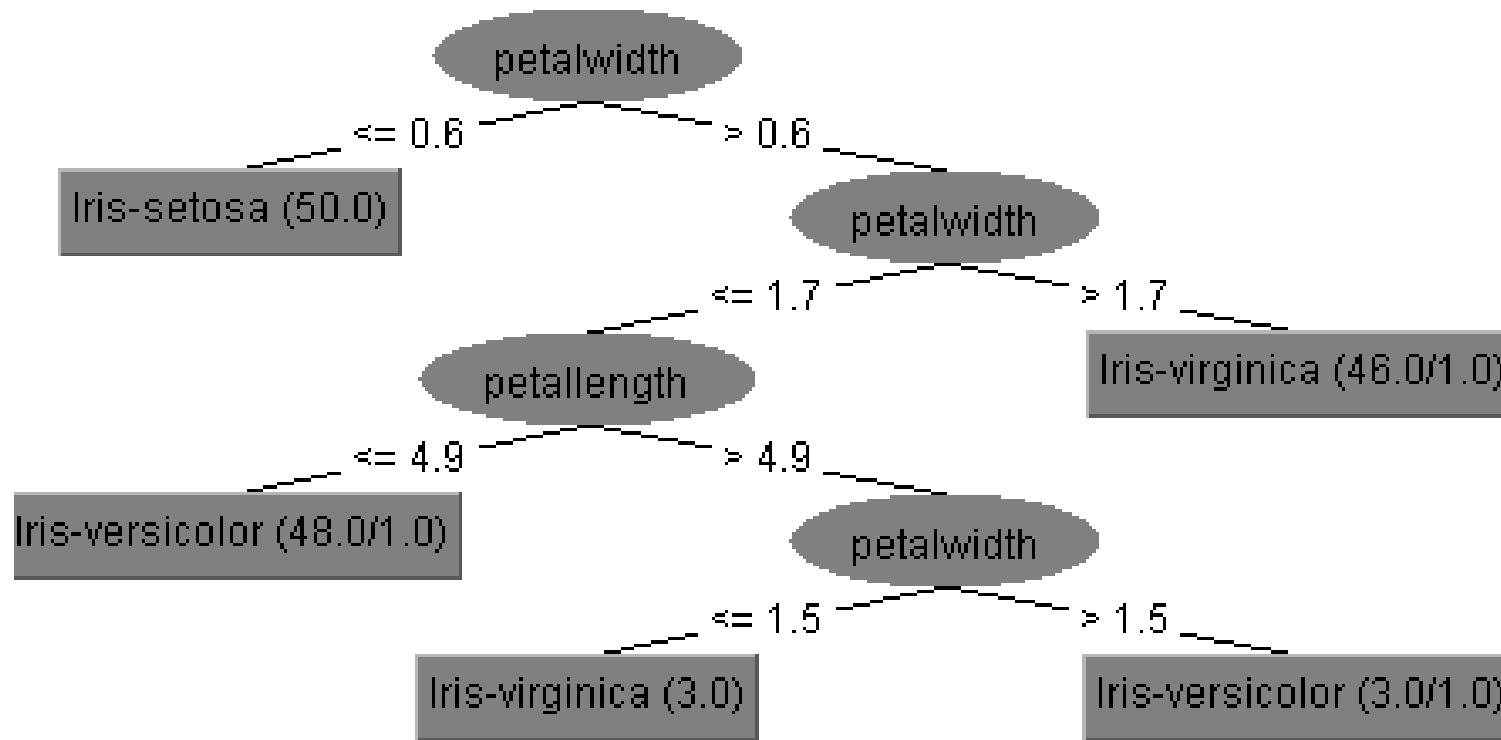 petalwidth
<= 0.6
> 0.6
Iris-setosa (50.0)
petalwidth
<= 1.7
> 1.7
petallength
Iris-virginica (46.0/1.0)
<= 4.9
> 4.9
Iris-versicolor (48.0/1.0)
petalwidth
<= 1.5
> 1.5
Iris-virginica (3.0)
Iris-versicolor (3.0/1.0)